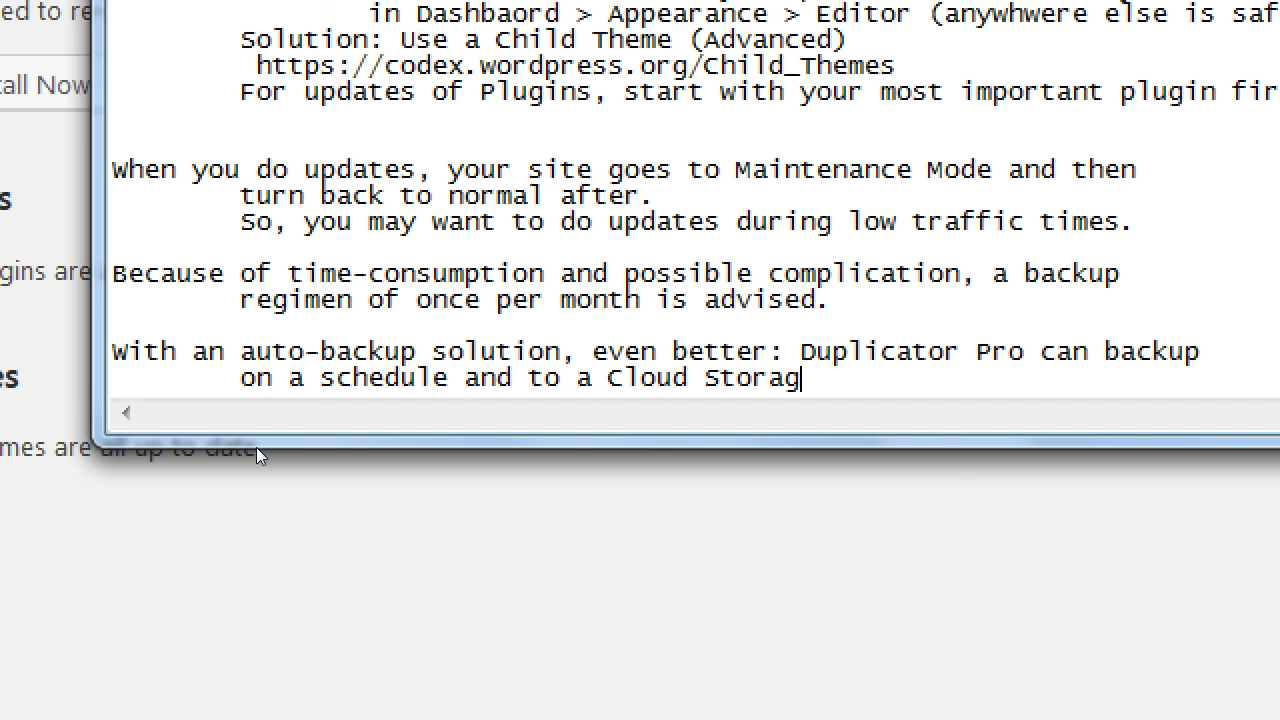 ed to re
in Dashbaord > Appearance > Editor (anywhwere else is saf
Solution: Use a Child Theme (Advanced)
https://codex.wordpress.org/Child_Themes
tall Now
For updates of Plugins, start with your most important plugin fir
When you do updates, your site goes to Maintenance Mode and then
s
turn back to normal after.
So, you may want to do updates during low traffic times.
gins are
Because of time-consumption and possible complication, a backup
regimen of once per month is advised.
With an auto-backup solution, even better: Duplicator Pro can backup
es
on a schedule and to a Cloud Storag
mes are all up to date.